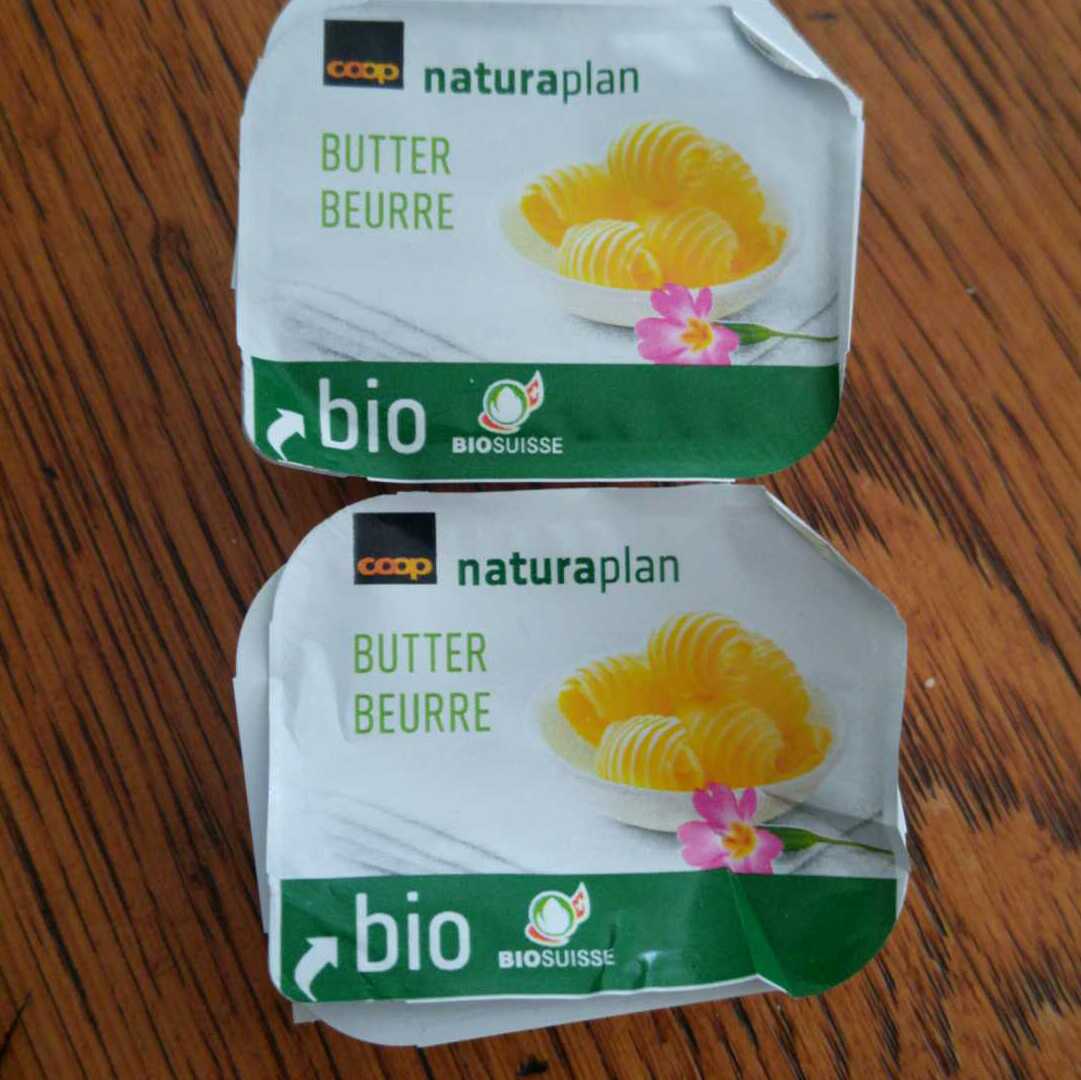 coop naturaplan
BUTTER
BEURRE
bio BIOSUISSE
coop naturaplan
BUTTER
BEURRE
bio BIOSUISSE